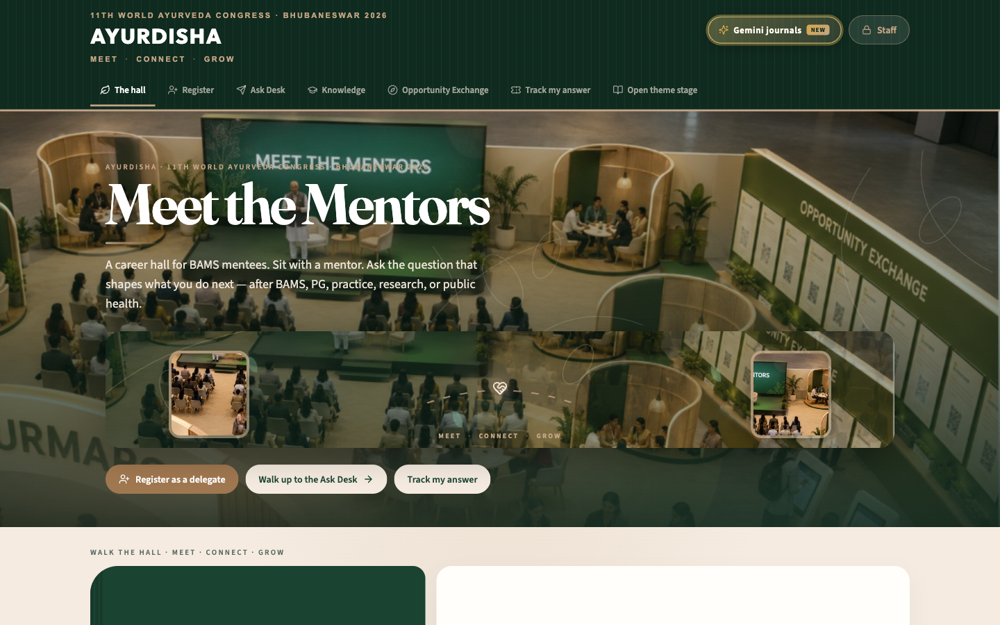 11TH WORLD AYURVEDA CONGRESS · BHUBANESWAR 2026
AYURDISHA
MEET · CONNECT · GROW
Gemini journals NEW
Staff
The hall
Register
Ask Desk
Knowledge
Opportunity Exchange
Track my answer
Open theme stage
MEET THE MENTORS
AYURDISHA · 11TH WORLD AYURVEDA CONGRESS · BHUBANESWAR 2026
Meet the Mentors
OPPORTUNITY EXCHANGE
A career hall for BAMS mentees. Sit with a mentor. Ask the question that
shapes what you do next — after BAMS, PG, practice, research, or public
health.
NTORS
MEET · CONNECT · GROW
Register as a delegate
Walk up to the Ask Desk
Track my answer
WALK THE HALL · MEET · CONNECT · GROW